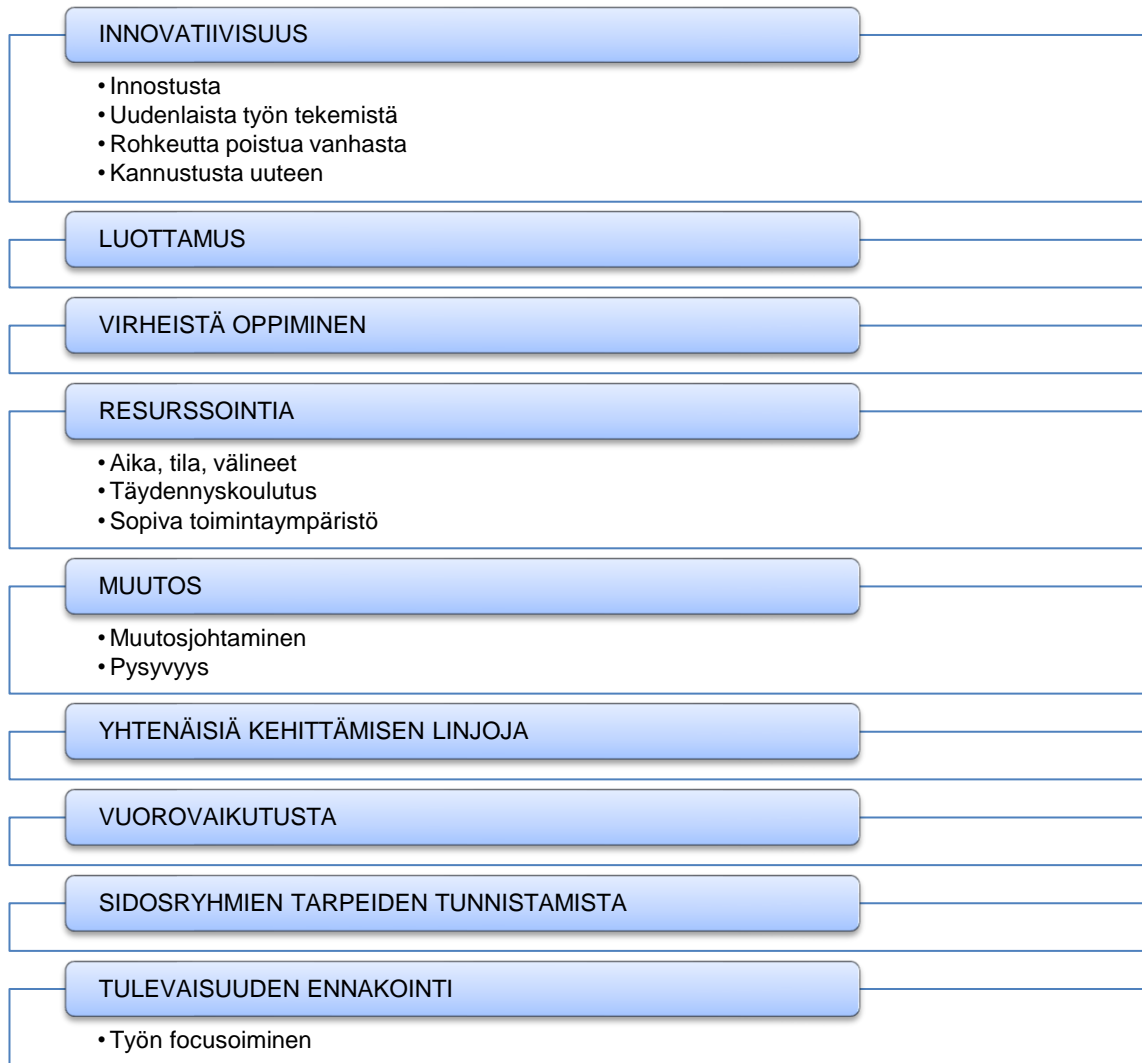 INNOVATIIVISUUS
• Innostusta
• Uudenlaista työn tekemistä
• Rohkeutta poistua vanhasta
• Kannustusta uuteen
LUOTTAMUS
VIRHEISTÄ OPPIMINEN
RESURSSOINTIA
• Aika, tila, välineet
• Täydennyskoulutus
• Sopiva toimintaympäristö
MUUTOS
• Muutosjohtaminen
• Pysyvyys
YHTENÄISIÄ KEHITTÄMISEN LINJOJA
VUOROVAIKUTUSTA
SIDOSRYHMIEN TARPEIDEN TUNNISTAMISTA
TULEVAISUUDEN ENNAKOINTI
• Työn focusoiminen